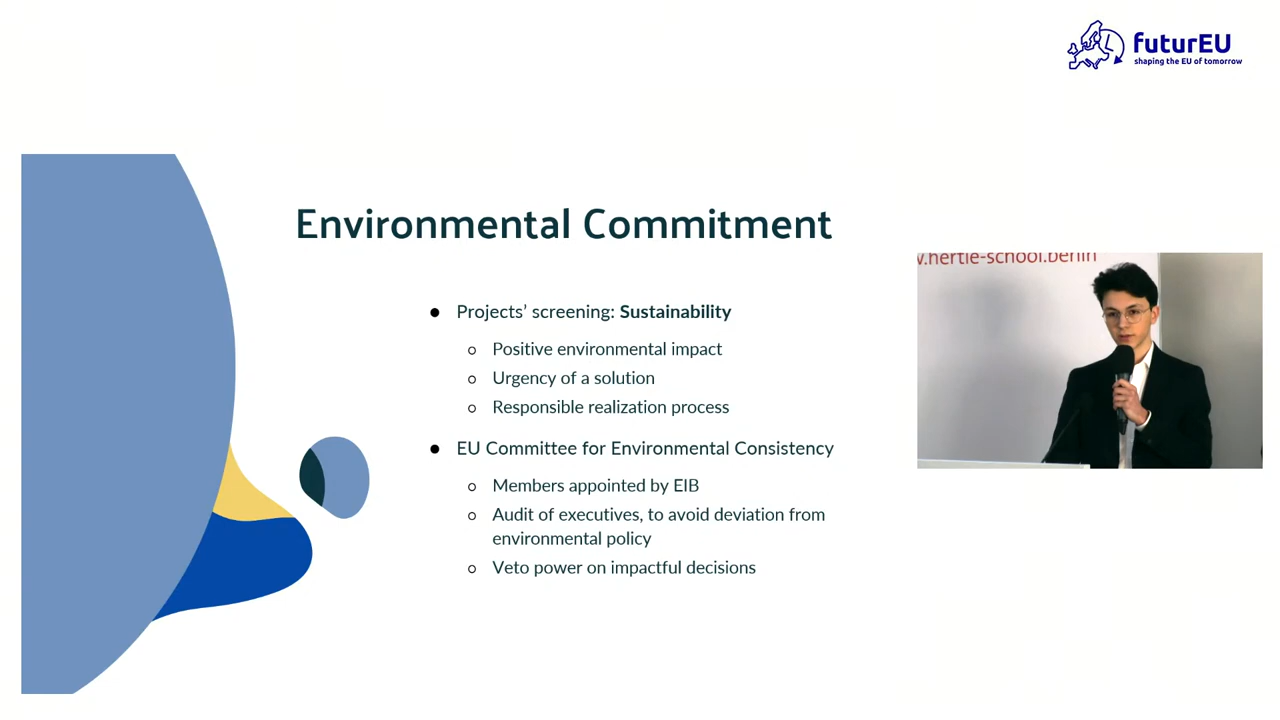 futurEU
shaping the EU of tomorrow
Environmental Commitment
● Projects’ screening: Sustainability
○ Positive environmental impact
○ Urgency of a solution
○ Responsible realization process
● EU Committee for Environmental Consistency
○ Members appointed by EIB
○ Audit of executives, to avoid deviation from
environmental policy
○ Veto power on impactful decisions
w.hertie-school.berlin